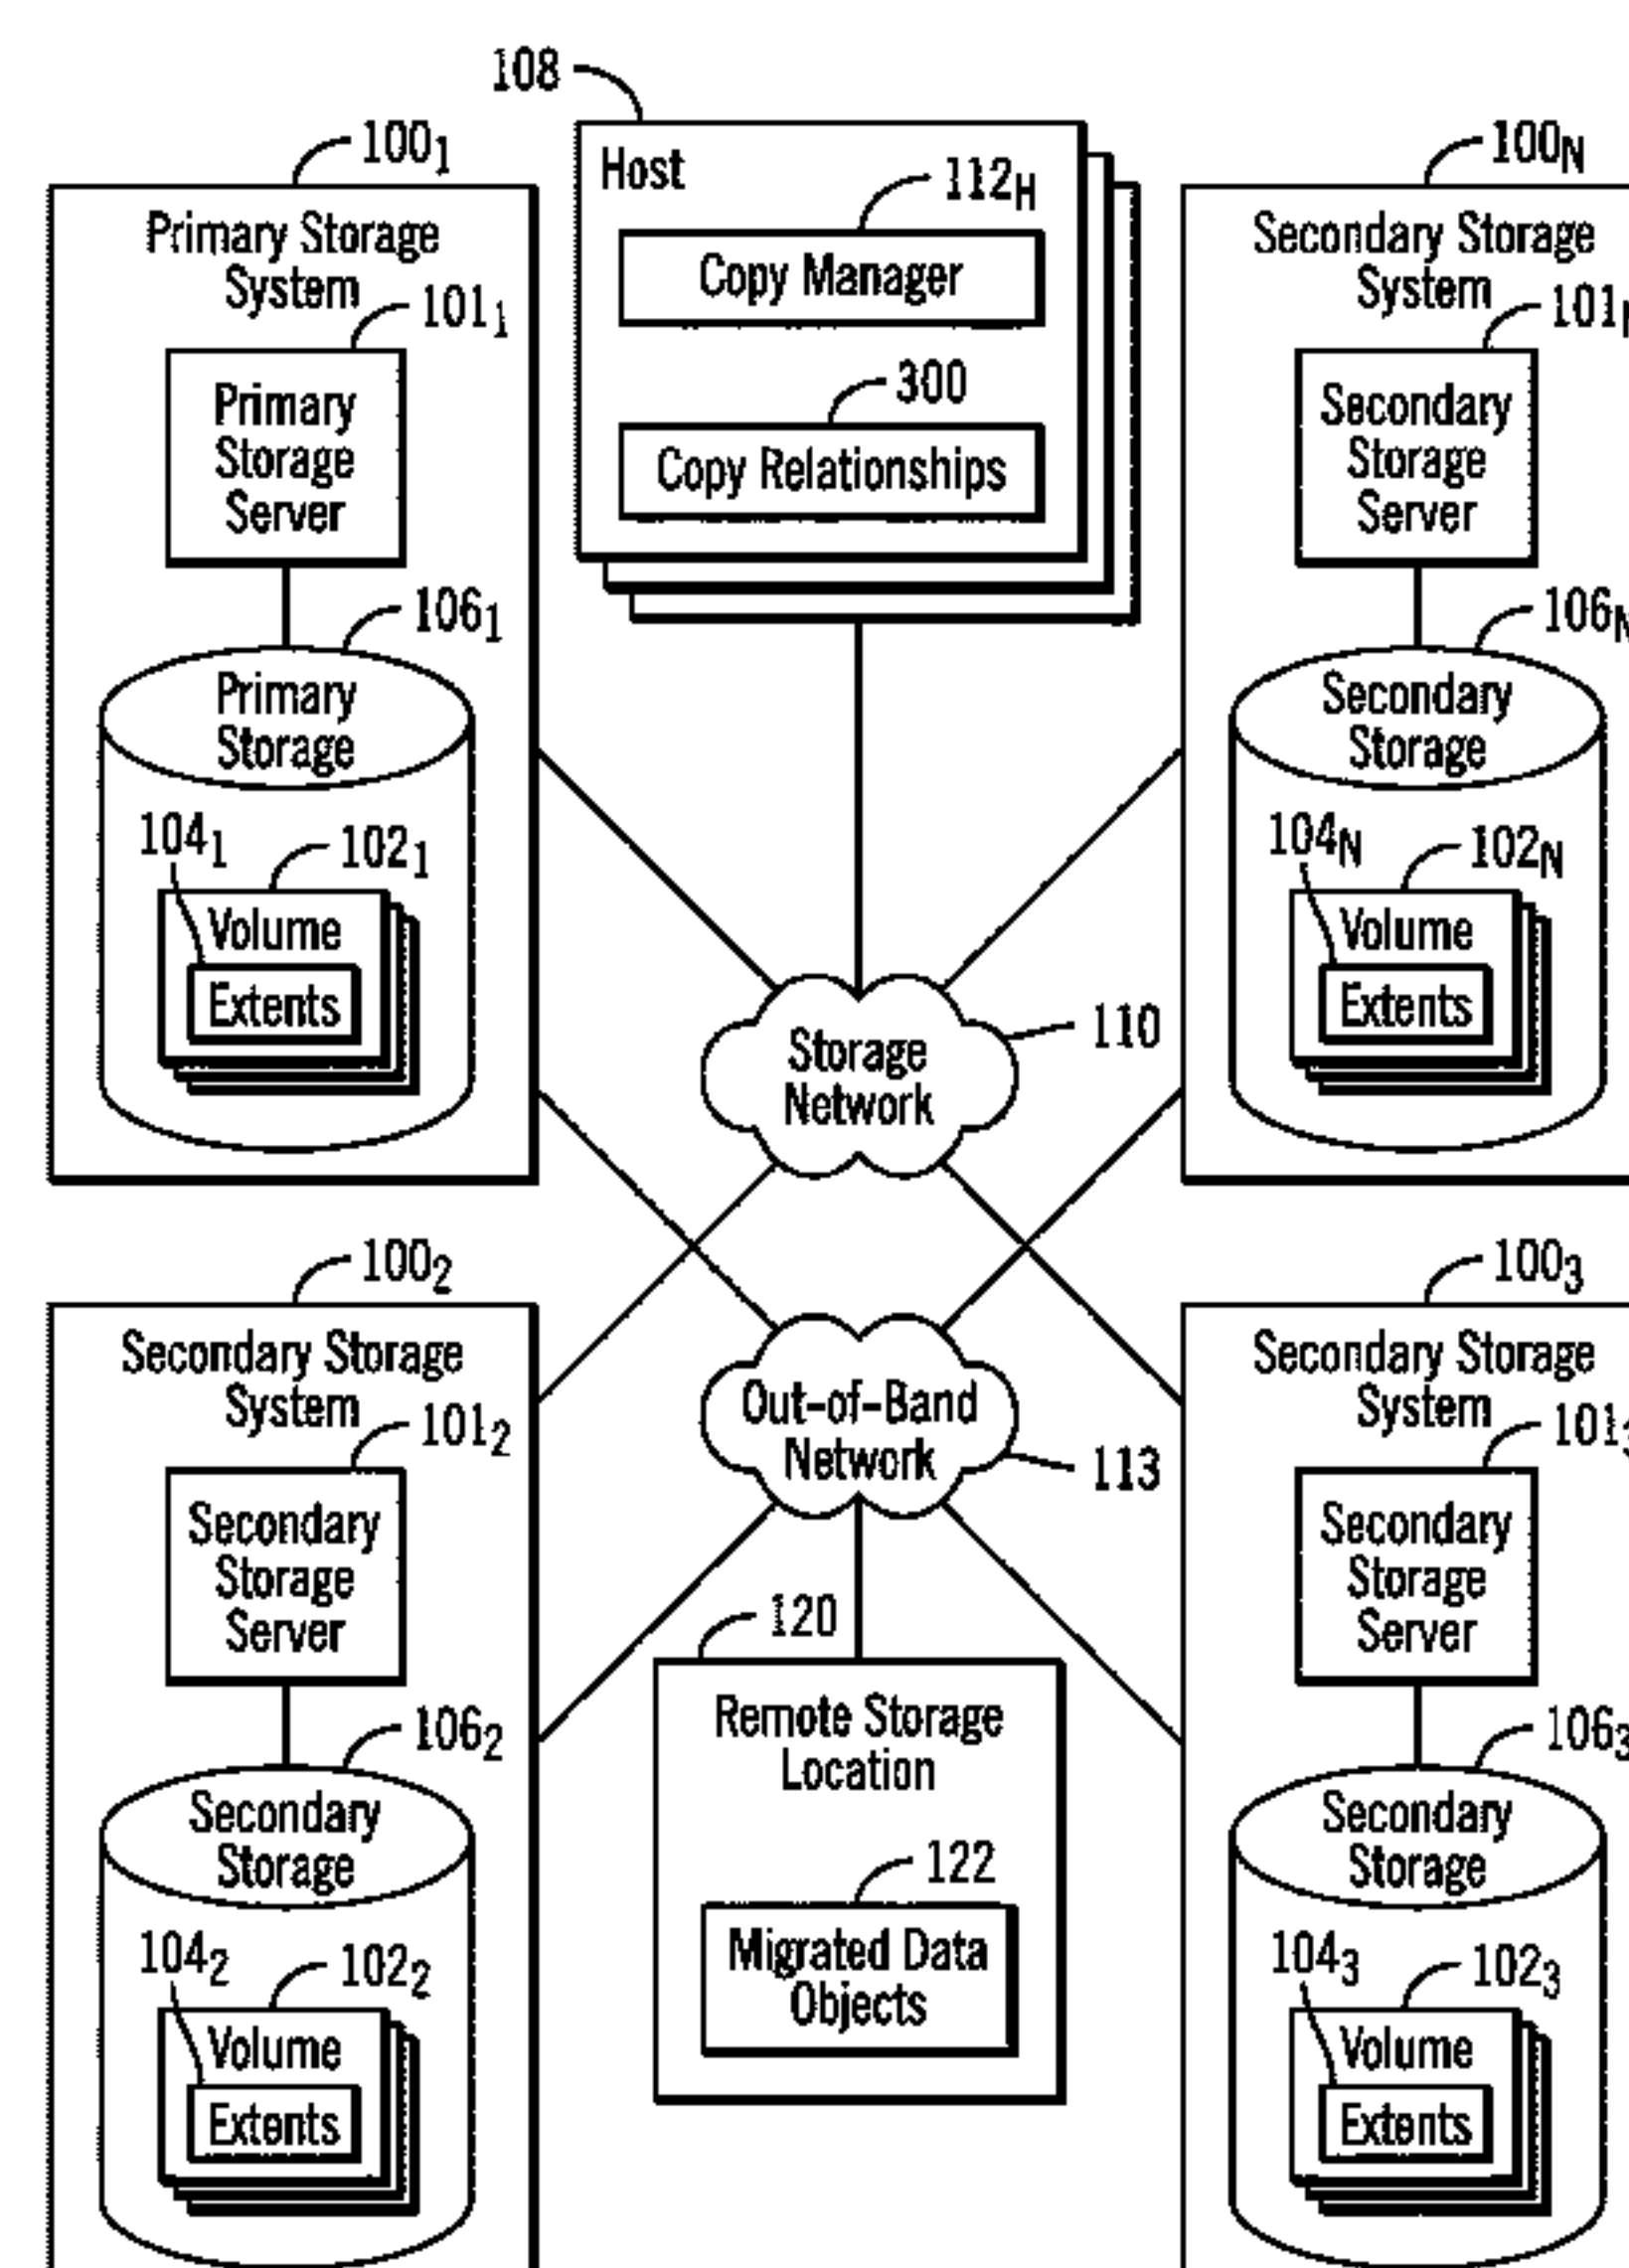 108
100₁
Primary Storage
System
101₁
Primary
Storage
Server
106₁
Primary
Storage
104₁
102₁
Volume
Extents
Host
112H
Copy Manager
300
Copy Relationships
100N
Secondary Storage
System
101N
Secondary
Storage
Server
106N
Secondary
Storage
104N
102N
Volume
Extents
Storage
Network
110
Out-of-Band
Network
113
100₂
Secondary Storage
System
101₂
Secondary
Storage
Server
106₂
Secondary
Storage
104₂
102₂
Volume
Extents
120
Remote Storage
Location
122
Migrated Data
Objects
100₃
Secondary Storage
System
101₃
Secondary
Storage
Server
106₃
Secondary
Storage
104₃
102₃
Volume
Extents